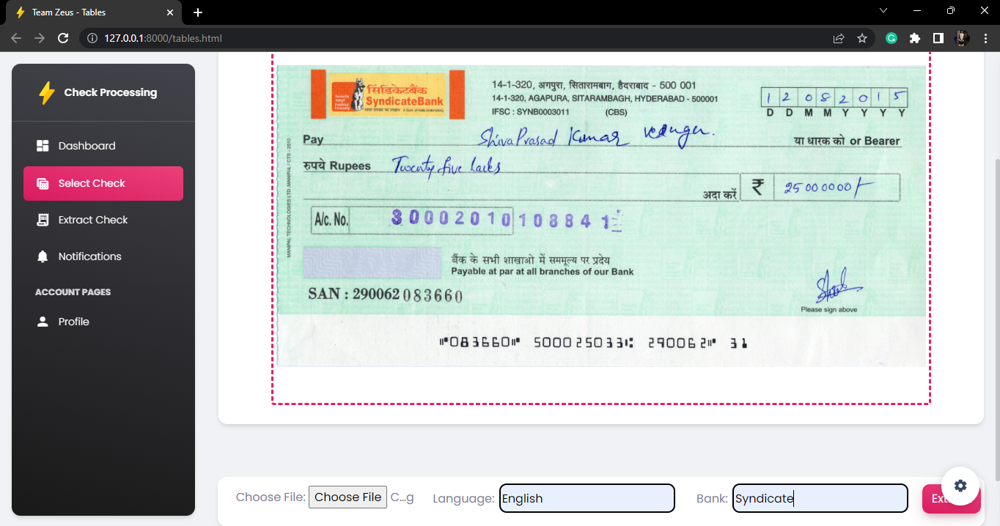 Team Zeus - Tables
127.0.0.1:8000/tables.html
Check Processing
Dashboard
Select Check
Extract Check
Notifications
ACCOUNT PAGES
Profile
सिंडिकेटबैंक
SyndicateBank
14-1-320, अगापुरा, सितारामबाग, हैदराबाद - 500 001
14-1-320, AGAPURA, SITARAMBAGH, HYDERABAD - 500001
IFSC : SYNB0003011 (CBS)
1 2 0 8 2 0 1 5
D D M M Y Y Y Y
Pay ShivaPrasad Kumar या धारक को or Bearer
रुपये Rupees Twenty five lacks
अदा करें ₹ 25000000/-
A/c. No. 30002010108841
MANIPAL TECHNOLOGIES LTD.,MANIPAL / CTS - 2010
बैंक के सभी शाखाओ में सममूल्य पर प्रदेय
Payable at par at all branches of our Bank
SAN : 290062 083660
Please sign above
⑈083660⑈ 500025033⑆ 290062⑈ 31
Choose File: Choose File C...g Language: English Bank: Syndicate